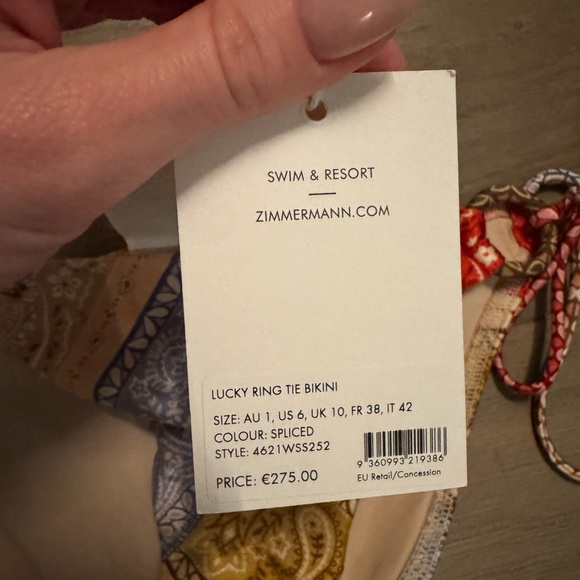 SWIM & RESORT
ZIMMERMANN.COM
LUCKY RING TIE BIKINI
SIZE: AU 1, US 6, UK 10, FR 38, IT 42
COLOUR: SPLICED
STYLE: 4621WSS252
9 360993 219386
PRICE: €275.00
EU Retail/Concession